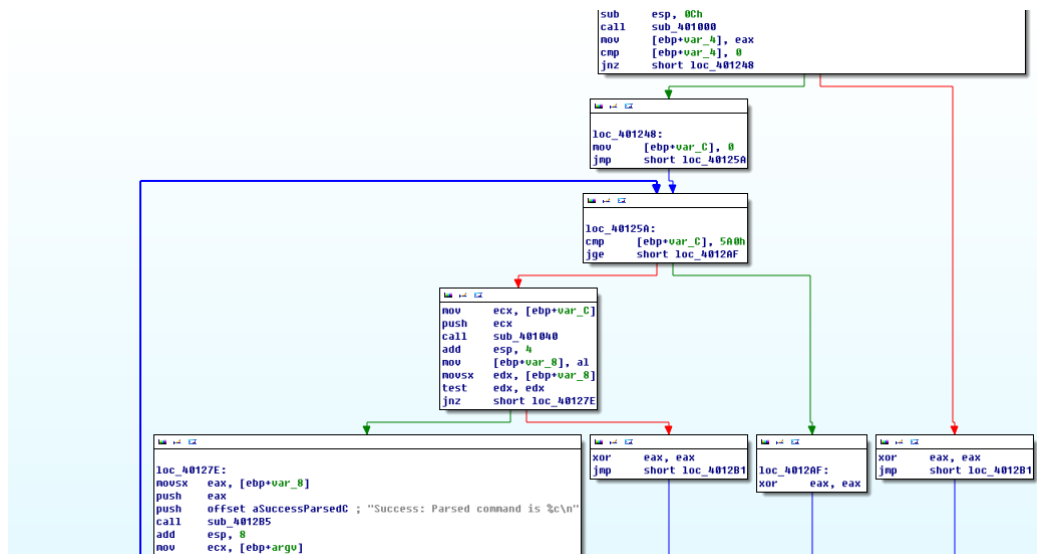 sub esp, 0Ch
call sub_401000
mov [ebp+var_4], eax
cmp [ebp+var_4], 0
jnz short loc_401248
loc_401248:
mov [ebp+var_C], 0
jmp short loc_40125A
loc_40125A:
cmp [ebp+var_C], 5A0h
jge short loc_4012AF
mov ecx, [ebp+var_C]
push ecx
call sub_401040
add esp, 4
mov [ebp+var_8], al
movsx edx, [ebp+var_8]
test edx, edx
jnz short loc_40127E
loc_40127E:
movsx eax, [ebp+var_8]
push eax
push offset aSuccessParsedC ; "Success: Parsed command is %c\n"
call sub_4012B5
add esp, 8
mov ecx, [ebp+argv]
xor eax, eax
jmp short loc_4012B1
loc_4012AF:
xor eax, eax
xor eax, eax
jmp short loc_4012B1